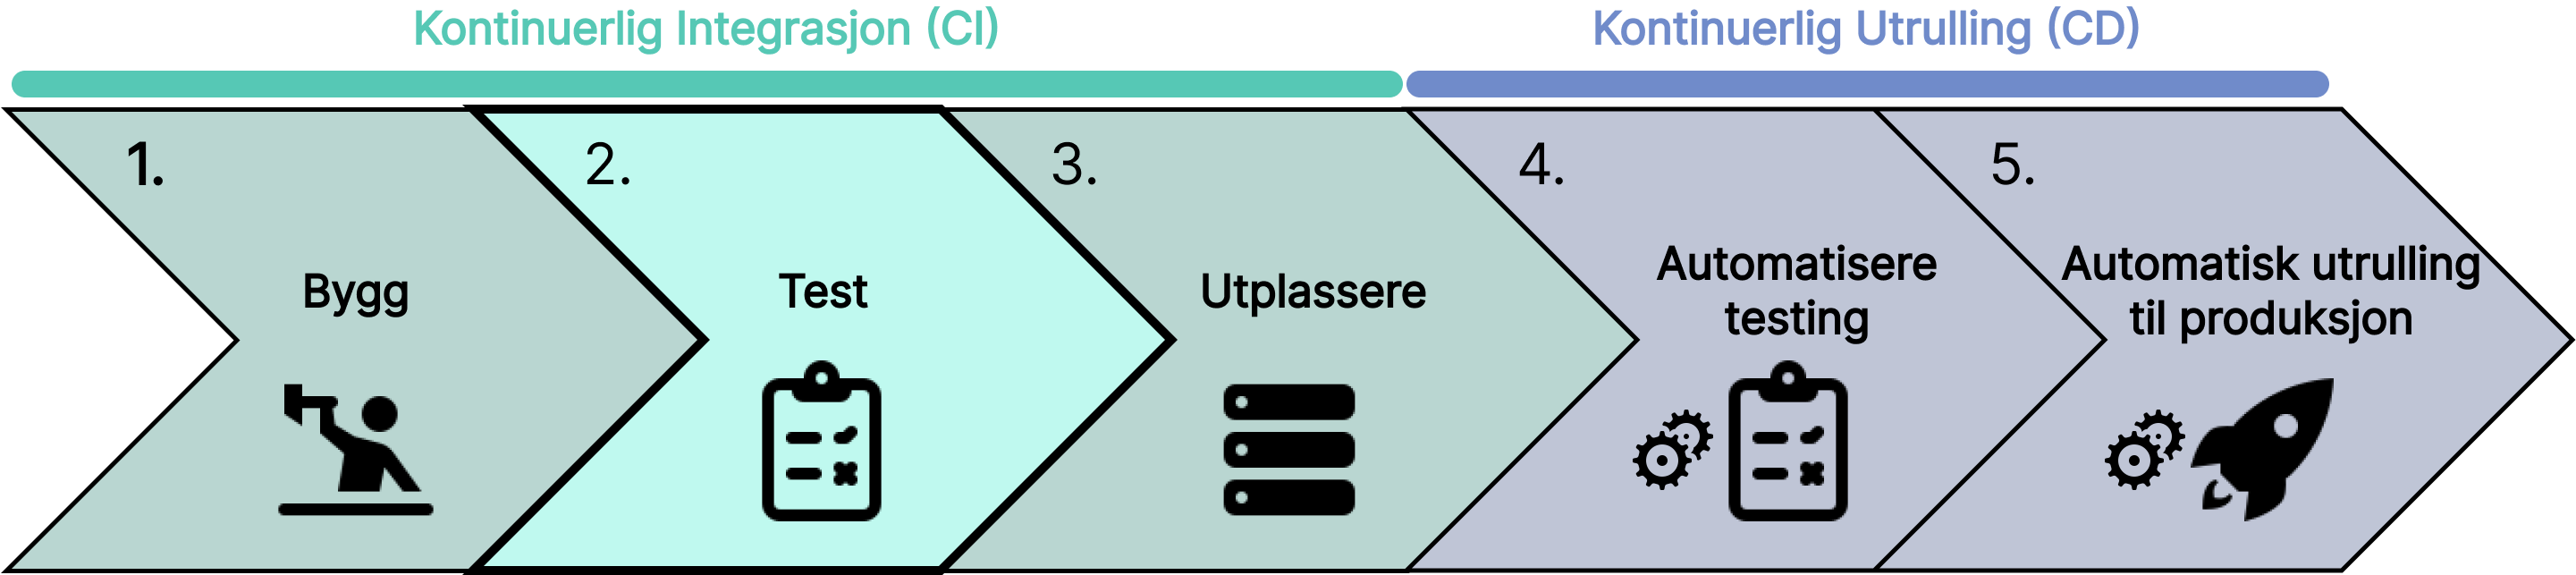 Kontinuerlig Integrasjon (CI)
Kontinuerlig Utrulling (CD)
1.
Bygg
2.
Test
3.
Utplassere
4.
Automatisere
testing
5.
Automatisk utrulling
til produksjon